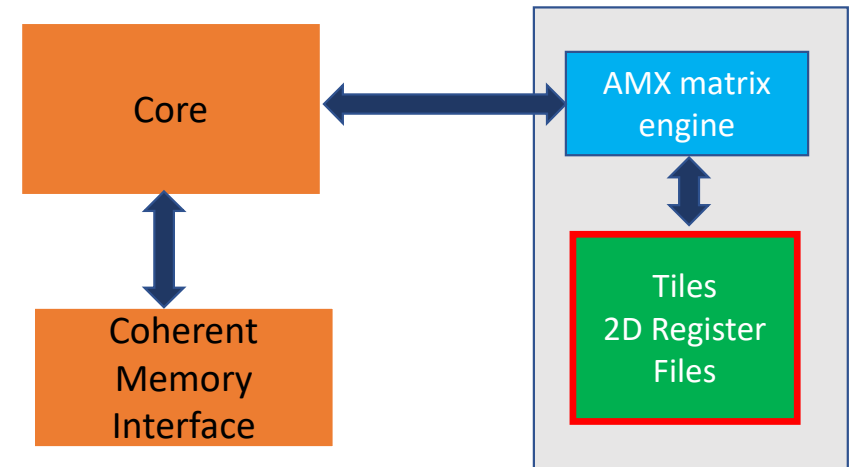 Core
AMX matrix
engine
Tiles
2D Register
Files
Coherent
Memory
Interface